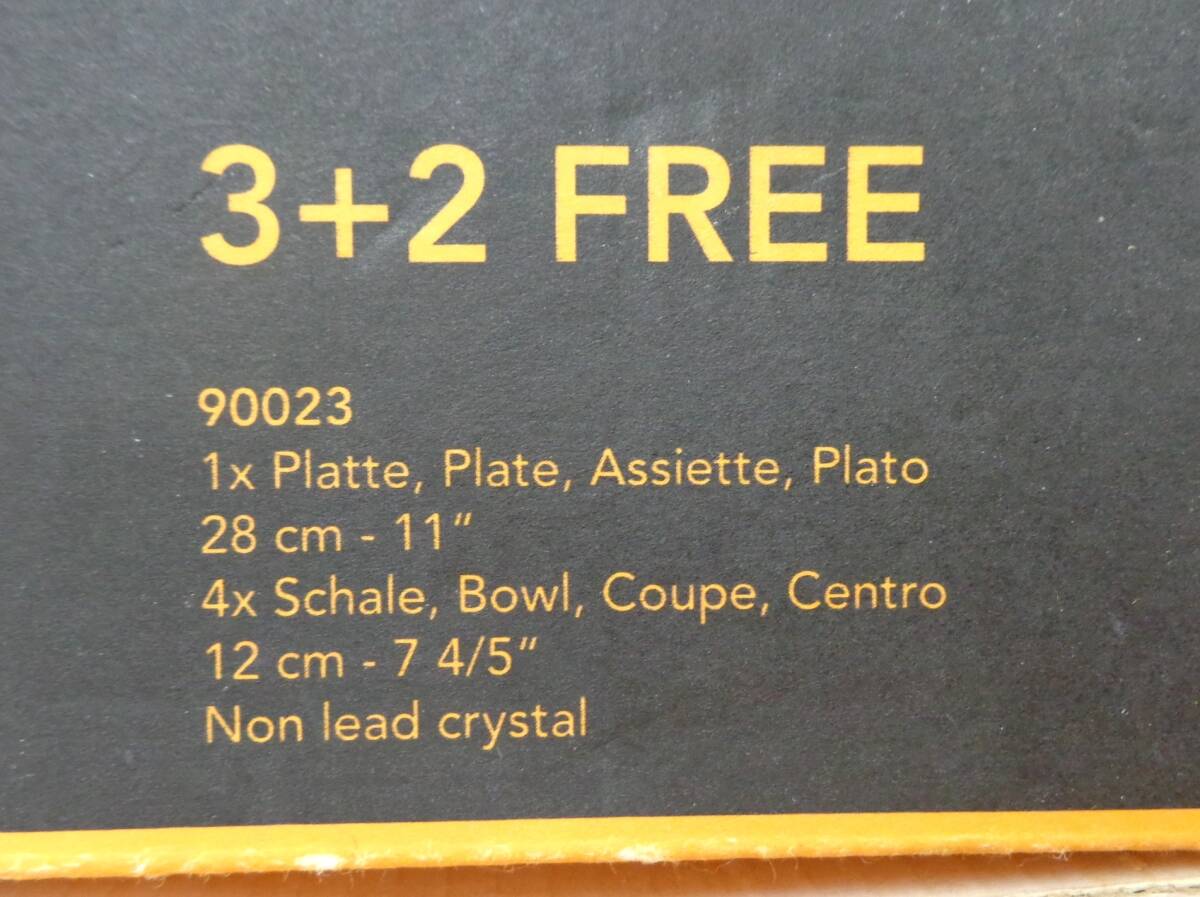 3+2 FREE
90023
1x Platte, Plate, Assiette, Plato
28 cm - 11“
4x Schale, Bowl, Coupe, Centro
12 cm - 7 4/5“
Non lead crystal